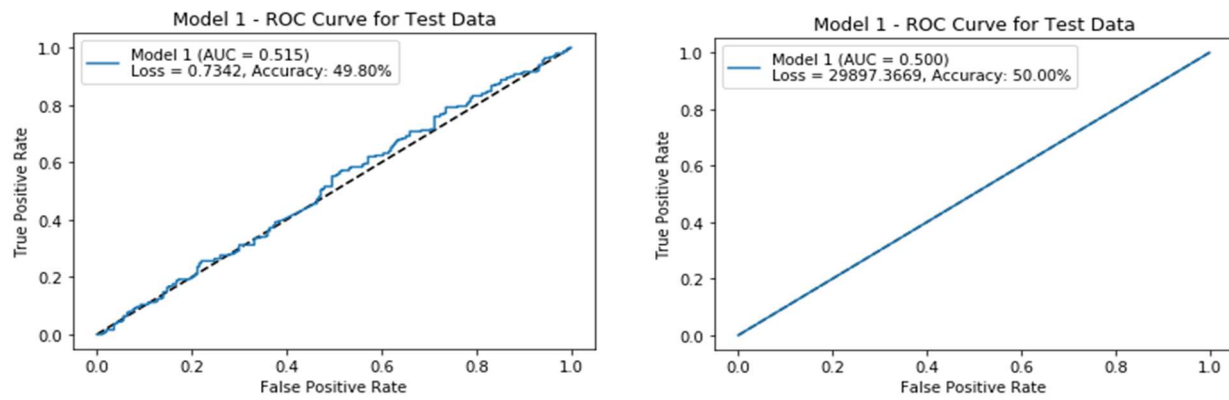 Model 1 - ROC Curve for Test Data
Model 1 (AUC = 0.515)
Loss = 0.7342, Accuracy: 49.80%
True Positive Rate
1.0
0.8
0.6
0.4
0.2
0.0
0.0 0.2 0.4 0.6 0.8 1.0
False Positive Rate
Model 1 - ROC Curve for Test Data
Model 1 (AUC = 0.500)
Loss = 29897.3669, Accuracy: 50.00%
True Positive Rate
1.0
0.8
0.6
0.4
0.2
0.0
0.0 0.2 0.4 0.6 0.8 1.0
False Positive Rate